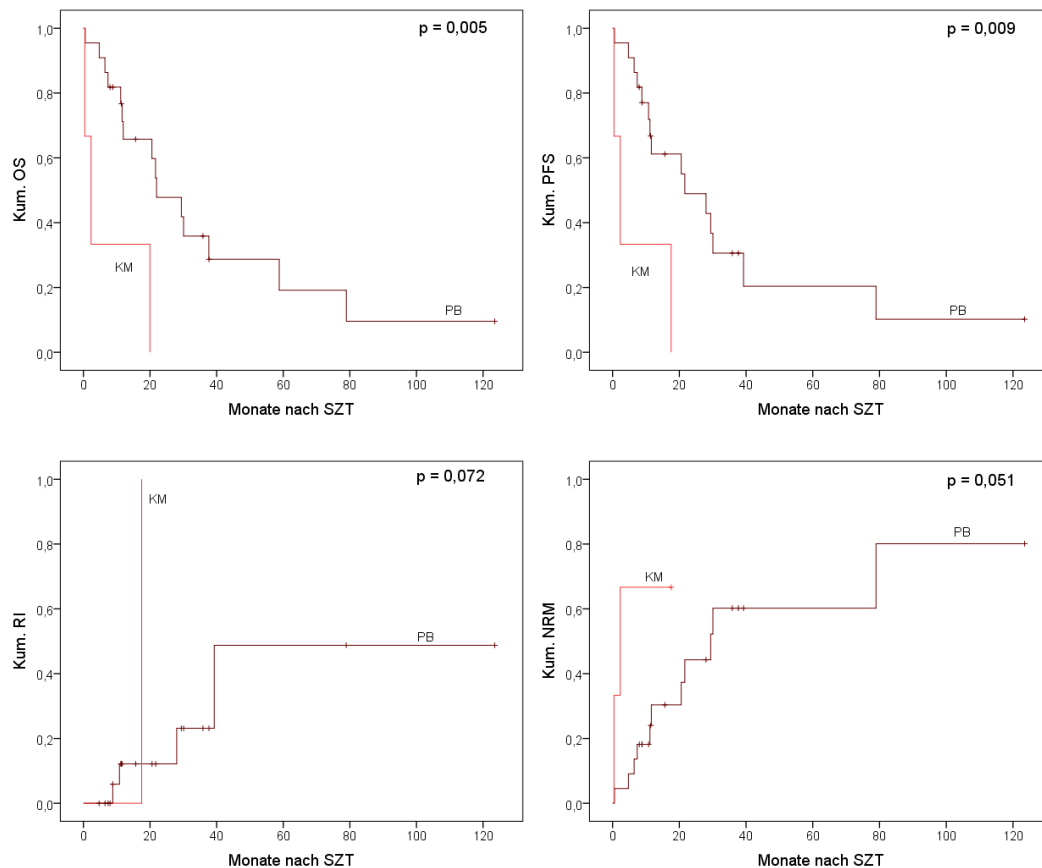 p = 0,005
1,0
0,8
0,6
0,4
0,2
0,0
Kum. OS
KM
PB
0 20 40 60 80 100 120
Monate nach SZT
p = 0,009
1,0
0,8
0,6
0,4
0,2
0,0
Kum. PFS
KM
PB
0 20 40 60 80 100 120
Monate nach SZT
p = 0,072
1,0
0,8
0,6
0,4
0,2
0,0
Kum. RI
KM
PB
0 20 40 60 80 100 120
Monate nach SZT
p = 0,051
1,0
0,8
0,6
0,4
0,2
0,0
Kum. NRM
KM
PB
0 20 40 60 80 100 120
Monate nach SZT